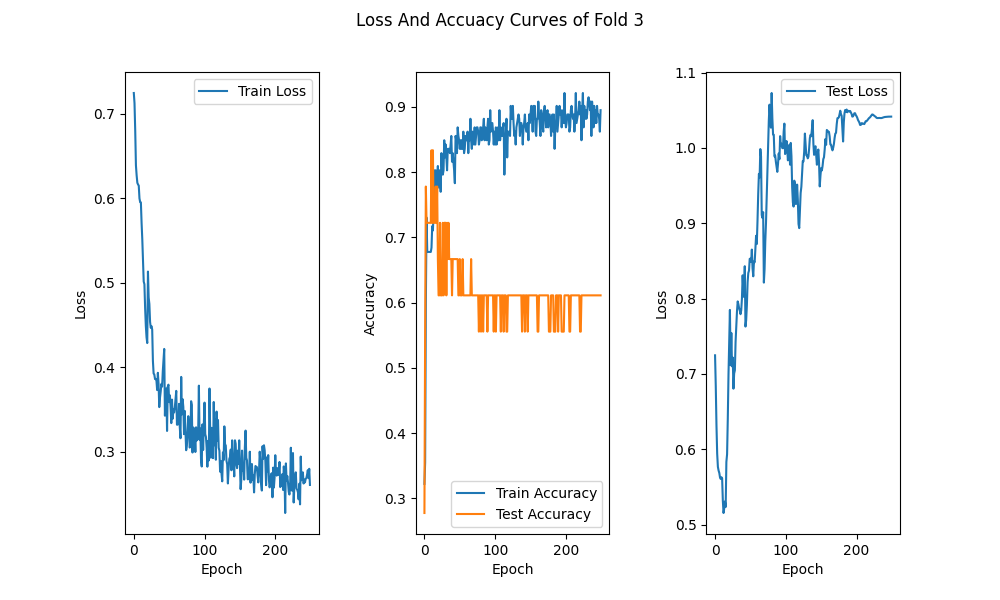 Loss And Accuacy Curves of Fold 3
Train Loss
0.7
0.6
0.5
0.4
0.3
Loss
0 100 200
Epoch
0.9
0.8
0.7
0.6
0.5
0.4
0.3
Accuracy
Train Accuracy
Test Accuracy
0 100 200
Epoch
Test Loss
1.1
1.0
0.9
0.8
0.7
0.6
0.5
Loss
0 100 200
Epoch